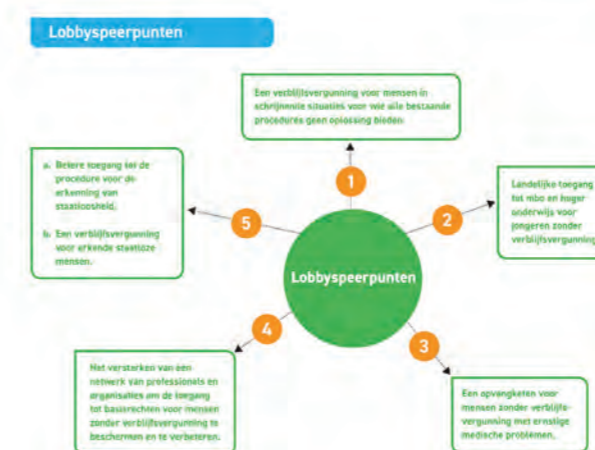 Lobbyspeerpunten
Een verblijfsvergunning voor mensen in
schrijnende situaties voor wie alle bestaande
procedures geen oplossing bieden.
1
Landelijke toegang
tot mbo en hoger
onderwijs voor
jongeren zonder
verblijfsvergunning
2
Lobbyspeerpunten
3
Een opvangketen voor
mensen zonder verblijfs-
vergunning met ernstige
medische problemen.
4
Het versterken van een
netwerk van professionals en
organisaties om de toegang
tot basisrechten voor mensen
zonder verblijfsvergunning te
beschermen en te verbeteren.
5
a. Betere toegang tot de
procedure voor de
erkenning van
staatloosheid.
b. Een verblijfsvergunning
voor erkende staatloze
mensen.